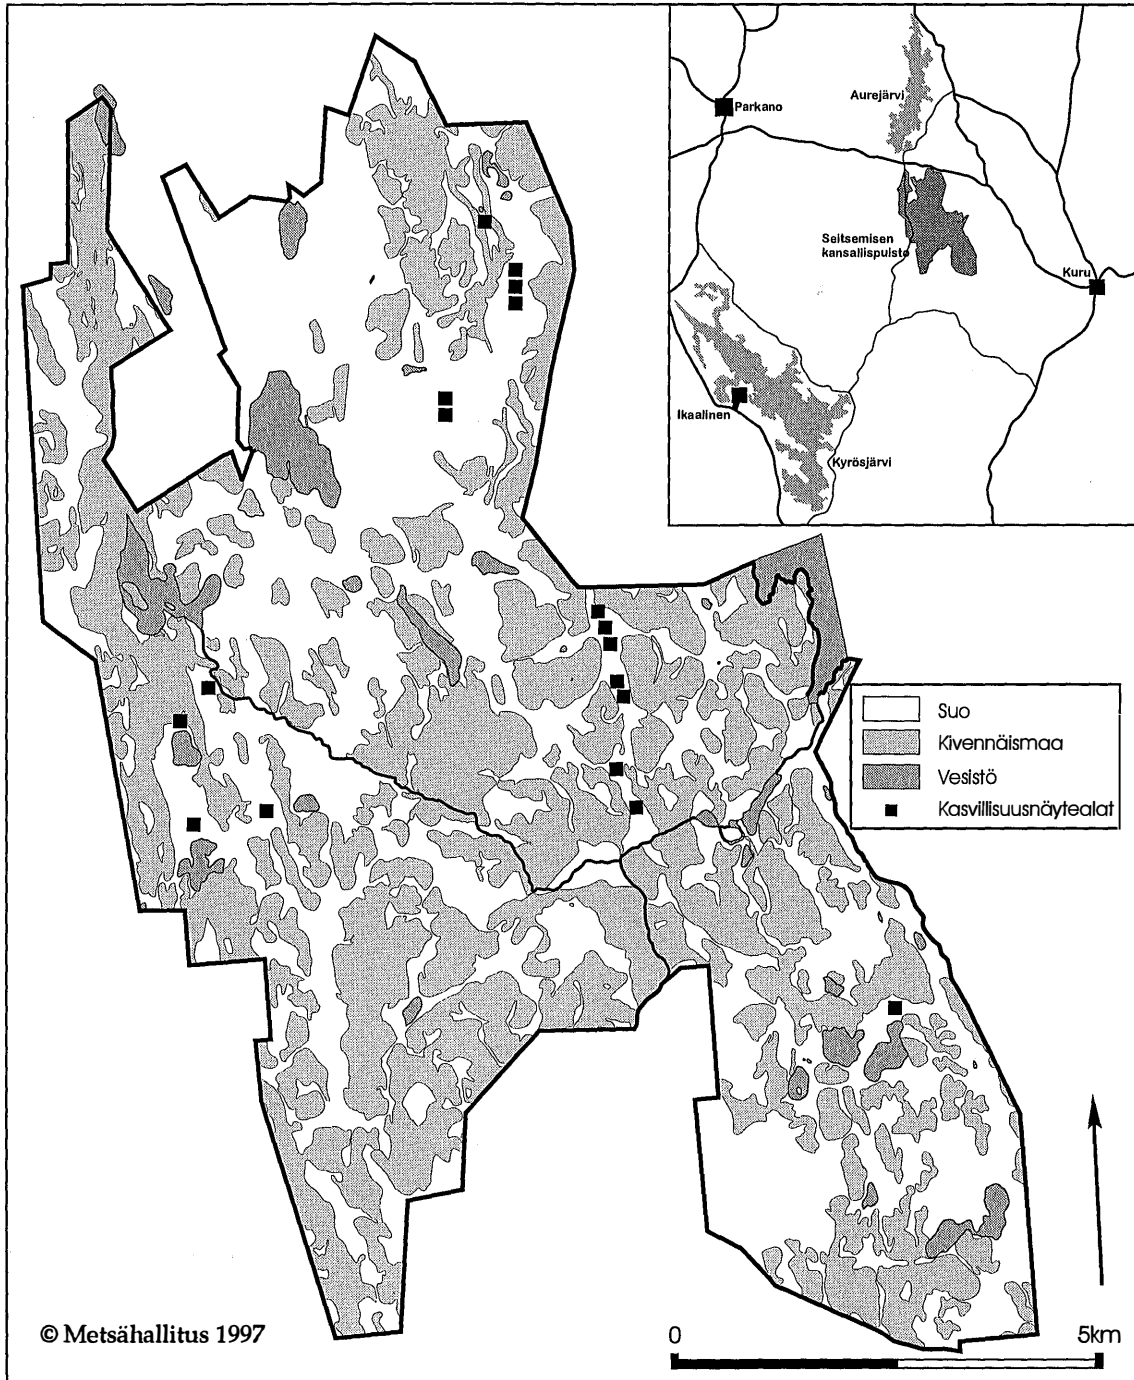 Parkano
Aurejärvi
Seitsemisen
kansallispuisto
Kuru
Ikaalinen
Kyrösjärvi
Suo
Kivennäismaa
Vesistö
Kasvillisuusnäytealat
© Metsähallitus 1997
0
5km